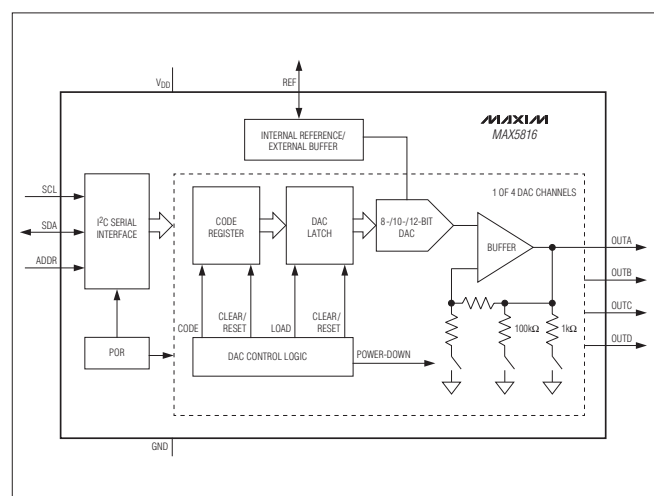 VDD
REF
MAXIM
MAX5816
INTERNAL REFERENCE/
EXTERNAL BUFFER
1 OF 4 DAC CHANNELS
SCL
SDA
ADDR
I2C SERIAL
INTERFACE
CODE
REGISTER
DAC
LATCH
8-/10-/12-BIT
DAC
BUFFER
OUTA
OUTB
OUTC
OUTD
CODE
CLEAR/
RESET
LOAD
CLEAR/
RESET
100kΩ
1kΩ
POR
DAC CONTROL LOGIC
POWER-DOWN
GND